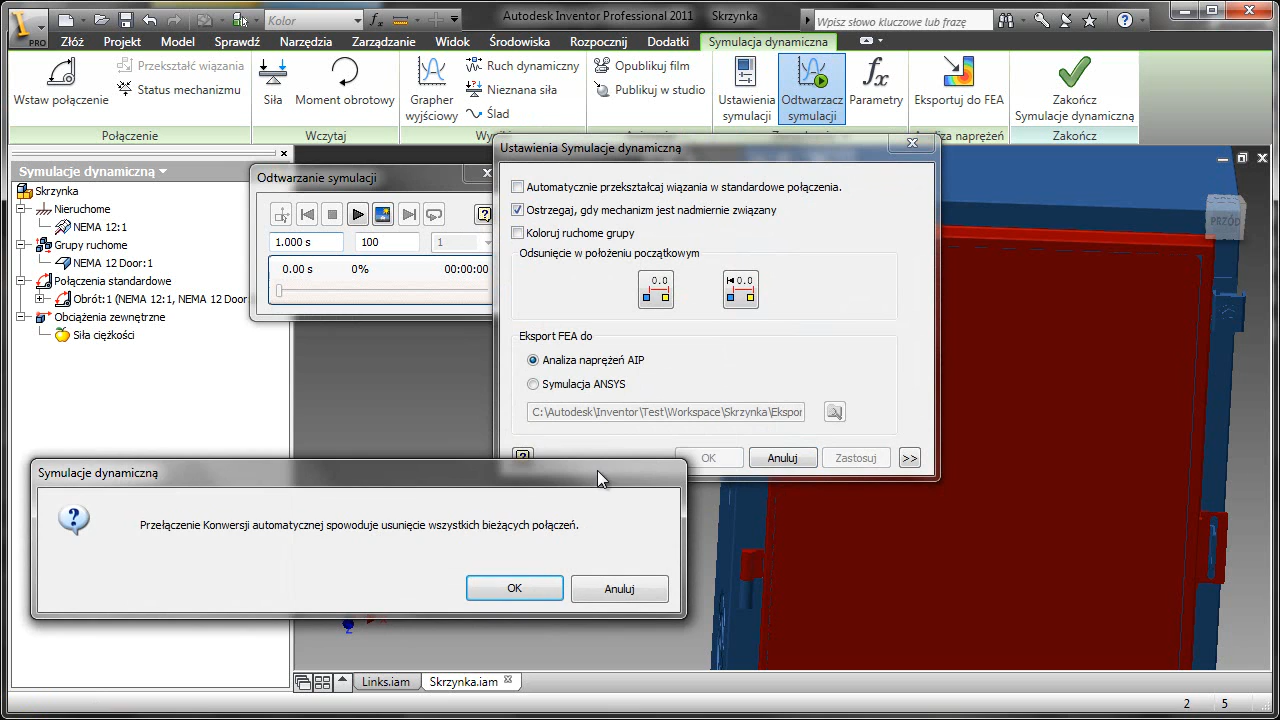 Kolor
Autodesk Inventor Professional 2011
Skrzynka
Wpisz słowo kluczowe lub frazę
PRO
Złóż
Projekt
Model
Sprawdź
Narzędzia
Zarządzanie
Widok
Środowiska
Rozpocznij
Dodatki
Symulacja dynamiczna
Wstaw połączenie
Przekształć wiązania
Status mechanizmu
Siła
Moment obrotowy
Grapher wyjściowy
Ruch dynamiczny
Nieznana siła
Ślad
Opublikuj film
Publikuj w studio
Ustawienia symulacji
Odtwarzacz symulacji
fx Parametry
Eksportuj do FEA
Zakończ Symulacje dynamiczną
Połączenie
Wczytaj
Analiza naprężeń
Zakończ
Symulacje dynamiczną
Skrzynka
Nieruchome
NEMA 12:1
Grupy ruchome
NEMA 12 Door:1
Połączenia standardowe
Obrót:1 (NEMA 12:1, NEMA 12 Door
Obciążenia zewnętrzne
Siła ciężkości
Odtwarzanie symulacji
1.000 s
100
1
0.00 s
0%
00:00:00
Ustawienia Symulacje dynamiczną
Automatycznie przekształcaj wiązania w standardowe połączenia.
Ostrzegaj, gdy mechanizm jest nadmiernie związany
Koloruj ruchome grupy
Odsunięcie w położeniu początkowym
0.0
0.0
Eksport FEA do
Analiza naprężeń AIP
Symulacja ANSYS
C:\Autodesk\Inventor\Test\Workspace\Skrzynka\Ekspor
OK
Anuluj
Zastosuj
>>
PRZÓD
Symulacje dynamiczną
Przełączenie Konwersji automatycznej spowoduje usunięcie wszystkich bieżących połączeń.
OK
Anuluj
Z
Links.iam
Skrzynka.iam
2
5